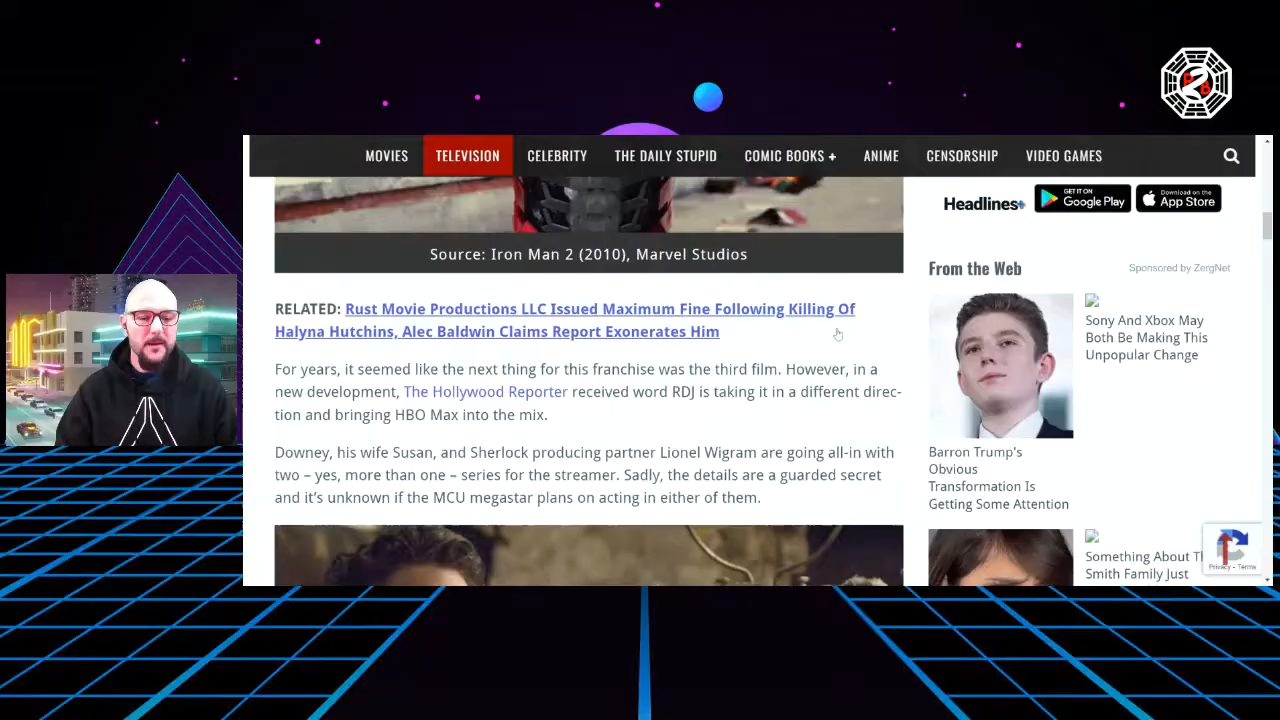 MOVIES TELEVISION CELEBRITY THE DAILY STUPID COMIC BOOKS + ANIME CENSORSHIP VIDEO GAMES
Source: Iron Man 2 (2010), Marvel Studios
RELATED: Rust Movie Productions LLC Issued Maximum Fine Following Killing Of
Halyna Hutchins, Alec Baldwin Claims Report Exonerates Him
For years, it seemed like the next thing for this franchise was the third film. However, in a
new development, The Hollywood Reporter received word RDJ is taking it in a different direc-
tion and bringing HBO Max into the mix.
Downey, his wife Susan, and Sherlock producing partner Lionel Wigram are going all-in with
two – yes, more than one – series for the streamer. Sadly, the details are a guarded secret
and it's unknown if the MCU megastar plans on acting in either of them.
Headlines+
GET IT ON
Google Play
Download on the
App Store
From the Web
Sponsored by ZergNet
Barron Trump's
Obvious
Transformation Is
Getting Some Attention
Sony And Xbox May
Both Be Making This
Unpopular Change
Something About Th
Smith Family Just
Privacy - Terms